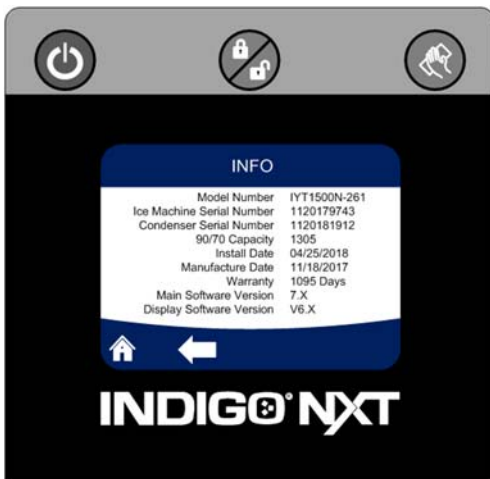 INFO
Model Number IYT1500N-261
Ice Machine Serial Number 1120179743
Condenser Serial Number 1120181912
90/70 Capacity 1305
Install Date 04/25/2018
Manufacture Date 11/18/2017
Warranty 1095 Days
Main Software Version 7.X
Display Software Version V6.X
INDIGO® NXT